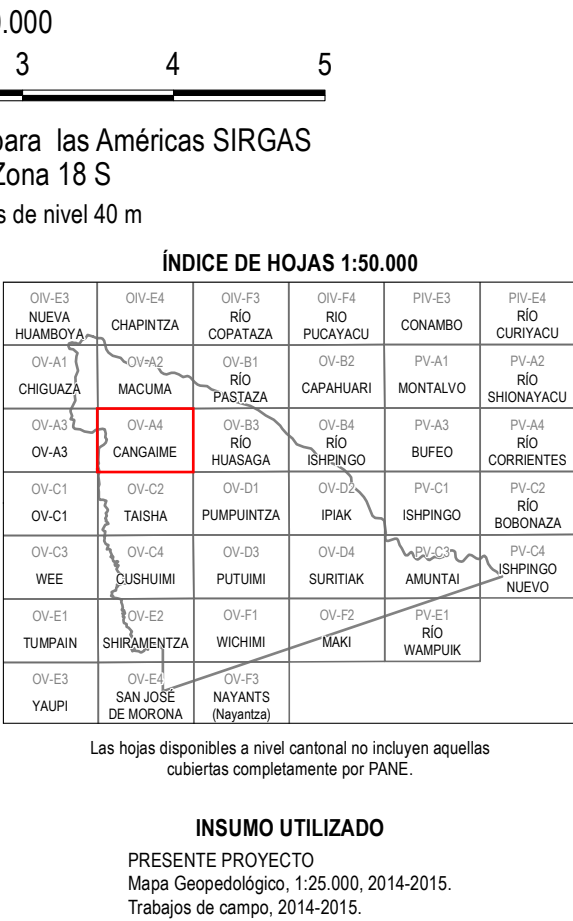 0.000
3 4 5
para las Américas SIRGAS
Zona 18 S
s de nivel 40 m
ÍNDICE DE HOJAS 1:50.000
OIV-E3 OIV-E4 OIV-F3 OIV-F4 PIV-E3 PIV-E4
NUEVA HUAMBOYA CHAPINTZA RÍO COPATAZA RIO PUCAYACU CONAMBO RÍO CURIYACU
OV-A1 OV-A2 OV-B1 OV-B2 PV-A1 PV-A2
CHIGUAZA MACUMA RÍO PASTAZA CAPAHUARI MONTALVO RÍO SHIONAYACU
OV-A3 OV-A4 OV-B3 OV-B4 PV-A3 PV-A4
OV-A3 CANGAIME RÍO HUASAGA RÍO ISHPINGO BUFEO RÍO CORRIENTES
OV-C1 OV-C2 OV-D1 OV-D2 PV-C1 PV-C2
OV-C1 TAISHA PUMPUINTZA IPIAK ISHPINGO RÍO BOBONAZA
OV-C3 OV-C4 OV-D3 OV-D4 PV-C3 PV-C4
WEE CUSHUIMI PUTUIMI SURITIAK AMUNTAI ISHPINGO NUEVO
OV-E1 OV-E2 OV-F1 OV-F2 PV-E1
TUMPAIN SHIRAMENTZA WICHIMI MAKI RÍO WAMPUIK
OV-E3 OV-E4 OV-F3
YAUPI SAN JOSÉ DE MORONA NAYANTS (Nayantza)
Las hojas disponibles a nivel cantonal no incluyen aquellas
cubiertas completamente por PANE.
INSUMO UTILIZADO
PRESENTE PROYECTO
Mapa Geopedológico, 1:25.000, 2014-2015.
Trabajos de campo, 2014-2015.